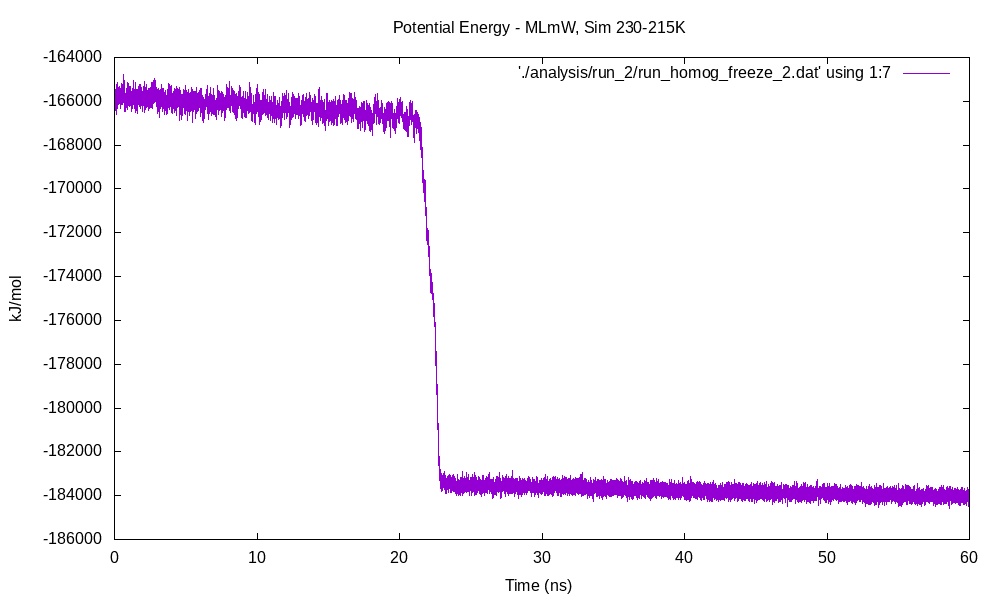 Potential Energy - MLmW, Sim 230-215K
'./analysis/run_2/run_homog_freeze_2.dat' using 1:7
-164000
-166000
-168000
-170000
-172000
-174000
-176000
-178000
-180000
-182000
-184000
-186000
kJ/mol
0 10 20 30 40 50 60
Time (ns)